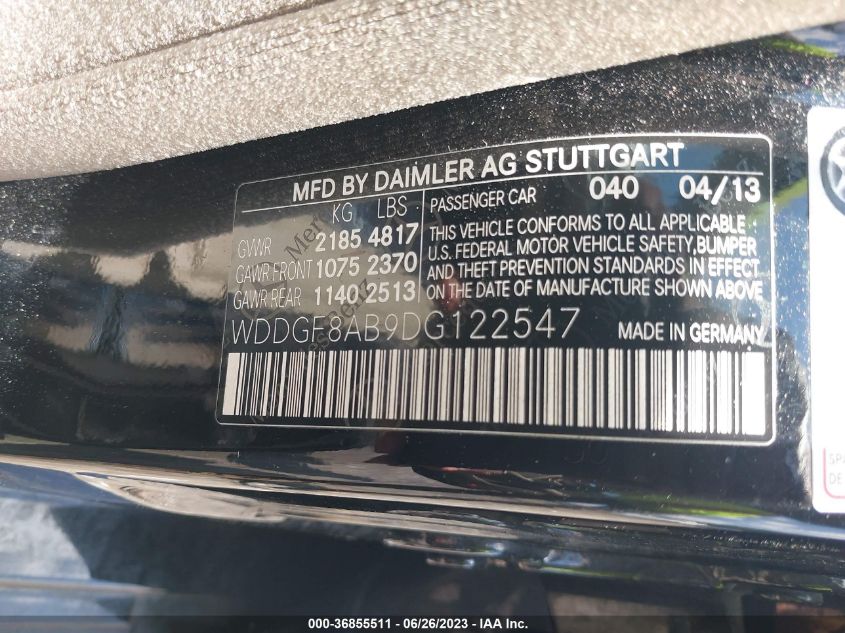 MFD BY DAIMLER AG STUTTGART
KG LBS
GVWR 2185 4817
GAWR FRONT 1075 2370
GAWR REAR 1140 2513
PASSENGER CAR 040 04/13
THIS VEHICLE CONFORMS TO ALL APPLICABLE
U.S. FEDERAL MOTOR VEHICLE SAFETY, BUMPER
AND THEFT PREVENTION STANDARDS IN EFFECT
ON THE DATE OF MANUFACTURE SHOWN ABOVE
WDDGF8AB9DG122547 MADE IN GERMANY
000-36855511 - 06/26/2023 - IAA Inc.